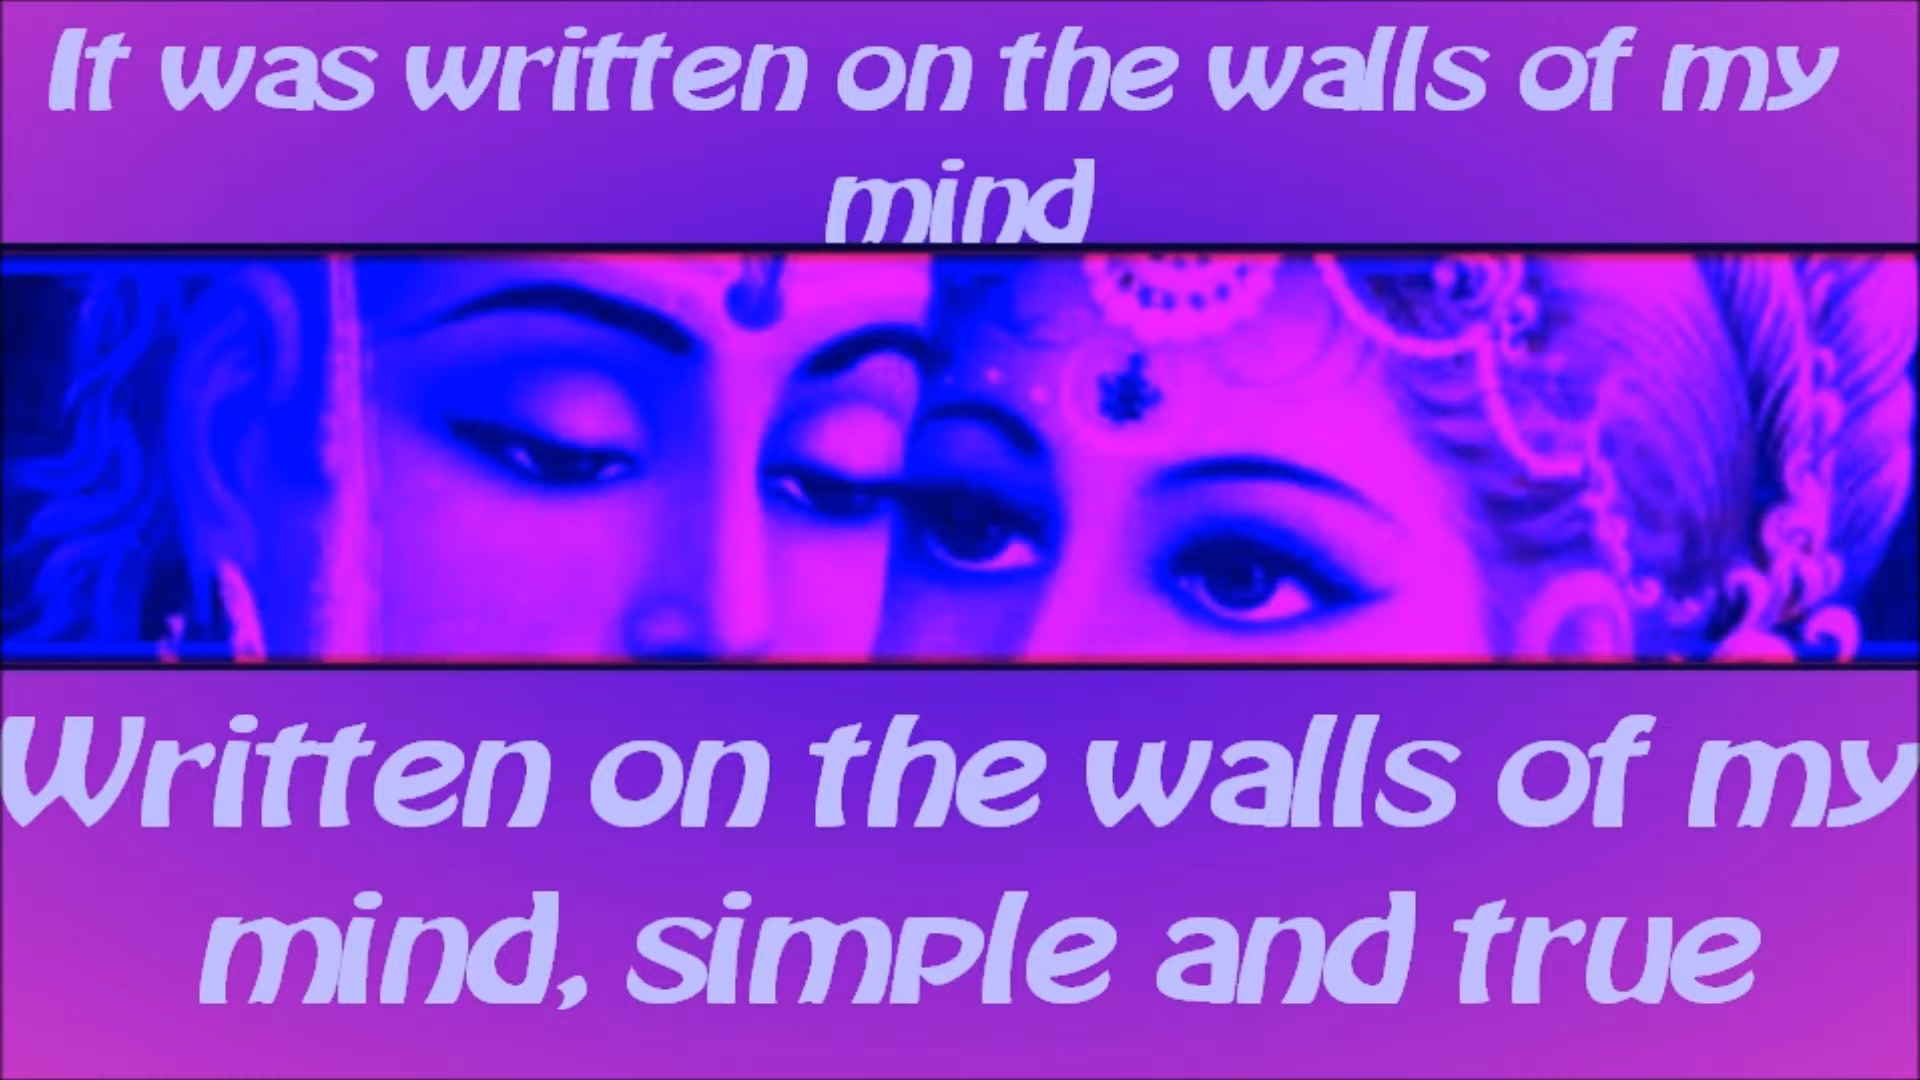 It was written on the walls of my
mind
Written on the walls of my
mind, simple and true